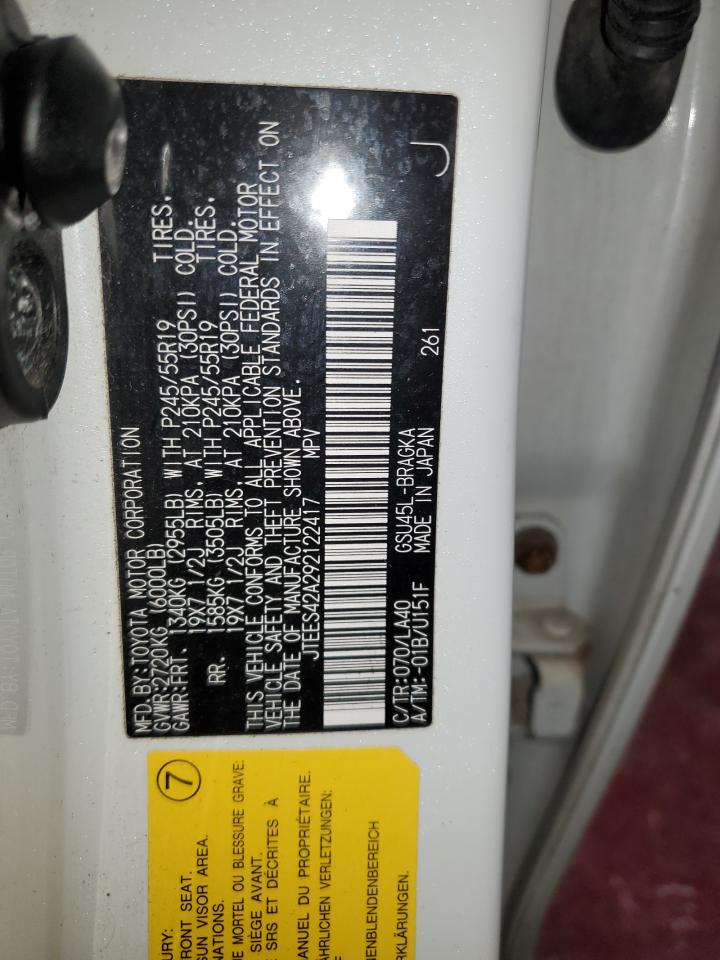 MFD.BY:TOYOTA MOTOR CORPORATION
GVWR:2720KG (6000LB)
GAWR:FRT. 1340KG (2955LB) WITH P245/55R19 TIRES,
19X7 1/2J RIMS, AT 210KPA (30PSI) COLD.
RR. 1585KG (3505LB) WITH P245/55R19 TIRES,
19X7 1/2J RIMS, AT 210KPA (30PSI) COLD.
THIS VEHICLE CONFORMS TO ALL APPLICABLE FEDERAL MOTOR
VEHICLE SAFETY AND THEFT PREVENTION STANDARDS IN EFFECT ON
THE DATE OF MANUFACTURE SHOWN ABOVE.
JTEES42A292122417 MPV
C/TR:070/LA40 GSU45L-BRAGKA
A/TM:-01B/U151F MADE IN JAPAN 261 J
7
URY:
RONT SEAT.
SUN VISOR AREA.
NATIONS.
E MORTEL OU BLESSURE GRAVE:
SIÈGE AVANT.
SRS ET DÉCRITES À
ANUEL DU PROPRIÉTAIRE.
ÄHRLICHEN VERLETZUNGEN:
F
IENBLENDENBEREICH
RKLÄRUNGEN.